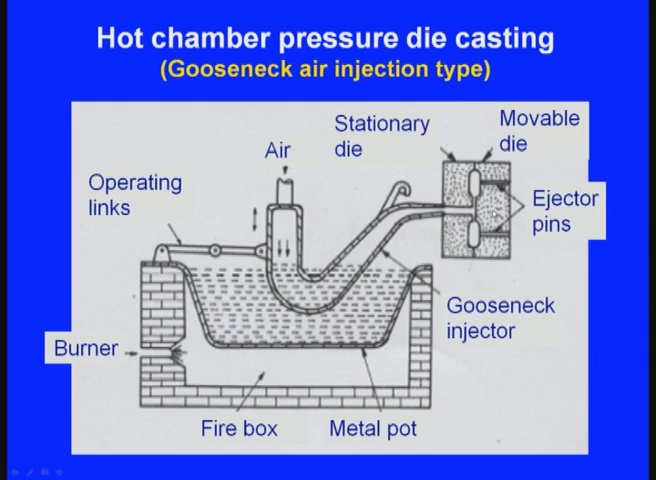 Hot chamber pressure die casting
(Gooseneck air injection type)
Stationary
die
Movable
die
Air
Operating
links
Ejector
pins
Gooseneck
injector
Burner
Fire box
Metal pot